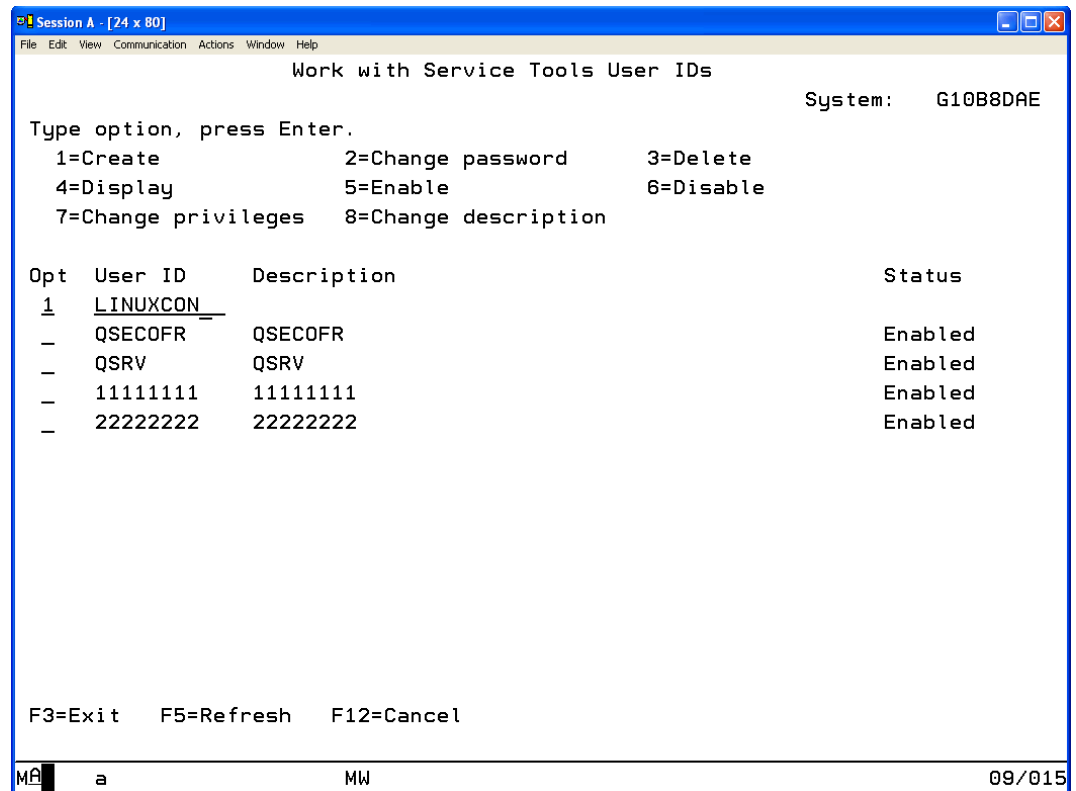 Session A - [24 x 80]
File Edit View Communication Actions Window Help
Work with Service Tools User IDs
System: G10B8DAE
Type option, press Enter.
1=Create 2=Change password 3=Delete
4=Display 5=Enable 6=Disable
7=Change privileges 8=Change description
Opt User ID Description Status
1 LINUXCON__
_ QSECOFR QSECOFR Enabled
_ QSRV QSRV Enabled
_ 11111111 11111111 Enabled
_ 22222222 22222222 Enabled
F3=Exit F5=Refresh F12=Cancel
MA a MW 09/015